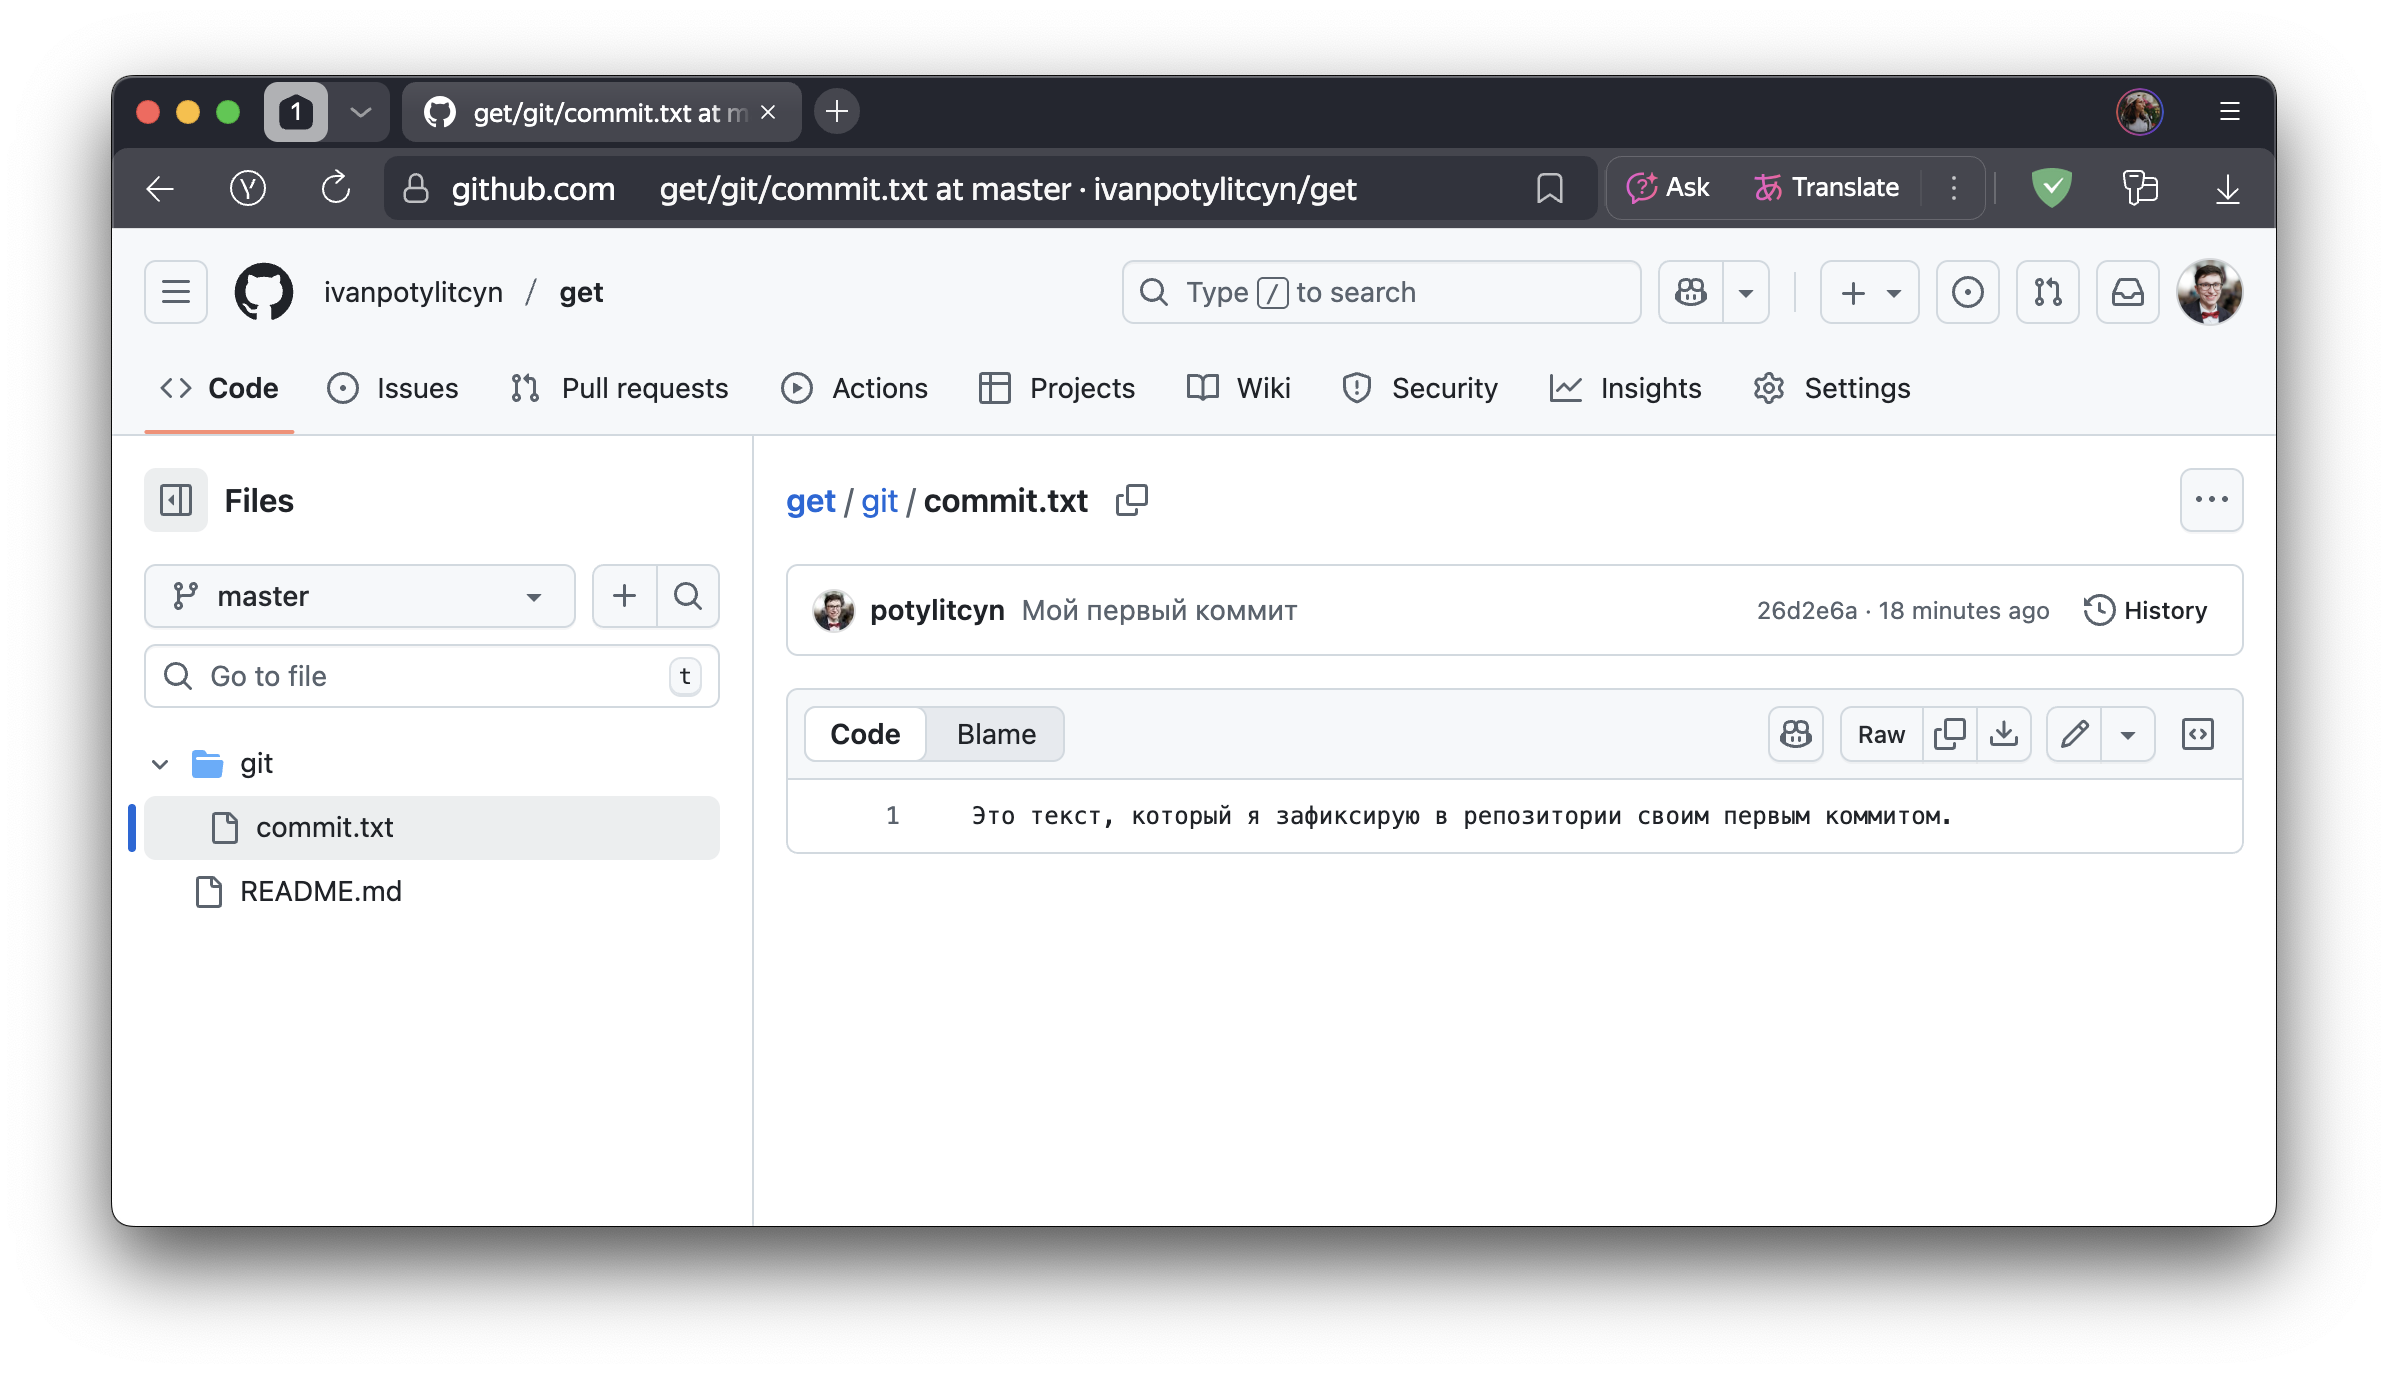 1 get/git/commit.txt at m
github.com get/git/commit.txt at master · ivanpotylitcyn/get Ask Translate
ivanpotylitcyn / get Type / to search
Code Issues Pull requests Actions Projects Wiki Security Insights Settings
Files
master
Go to file t
git
commit.txt
README.md
get / git / commit.txt
potylitcyn Мой первый коммит 26d2e6a · 18 minutes ago History
Code Blame Raw
1 Это текст, который я зафиксирую в репозитории своим первым коммитом.